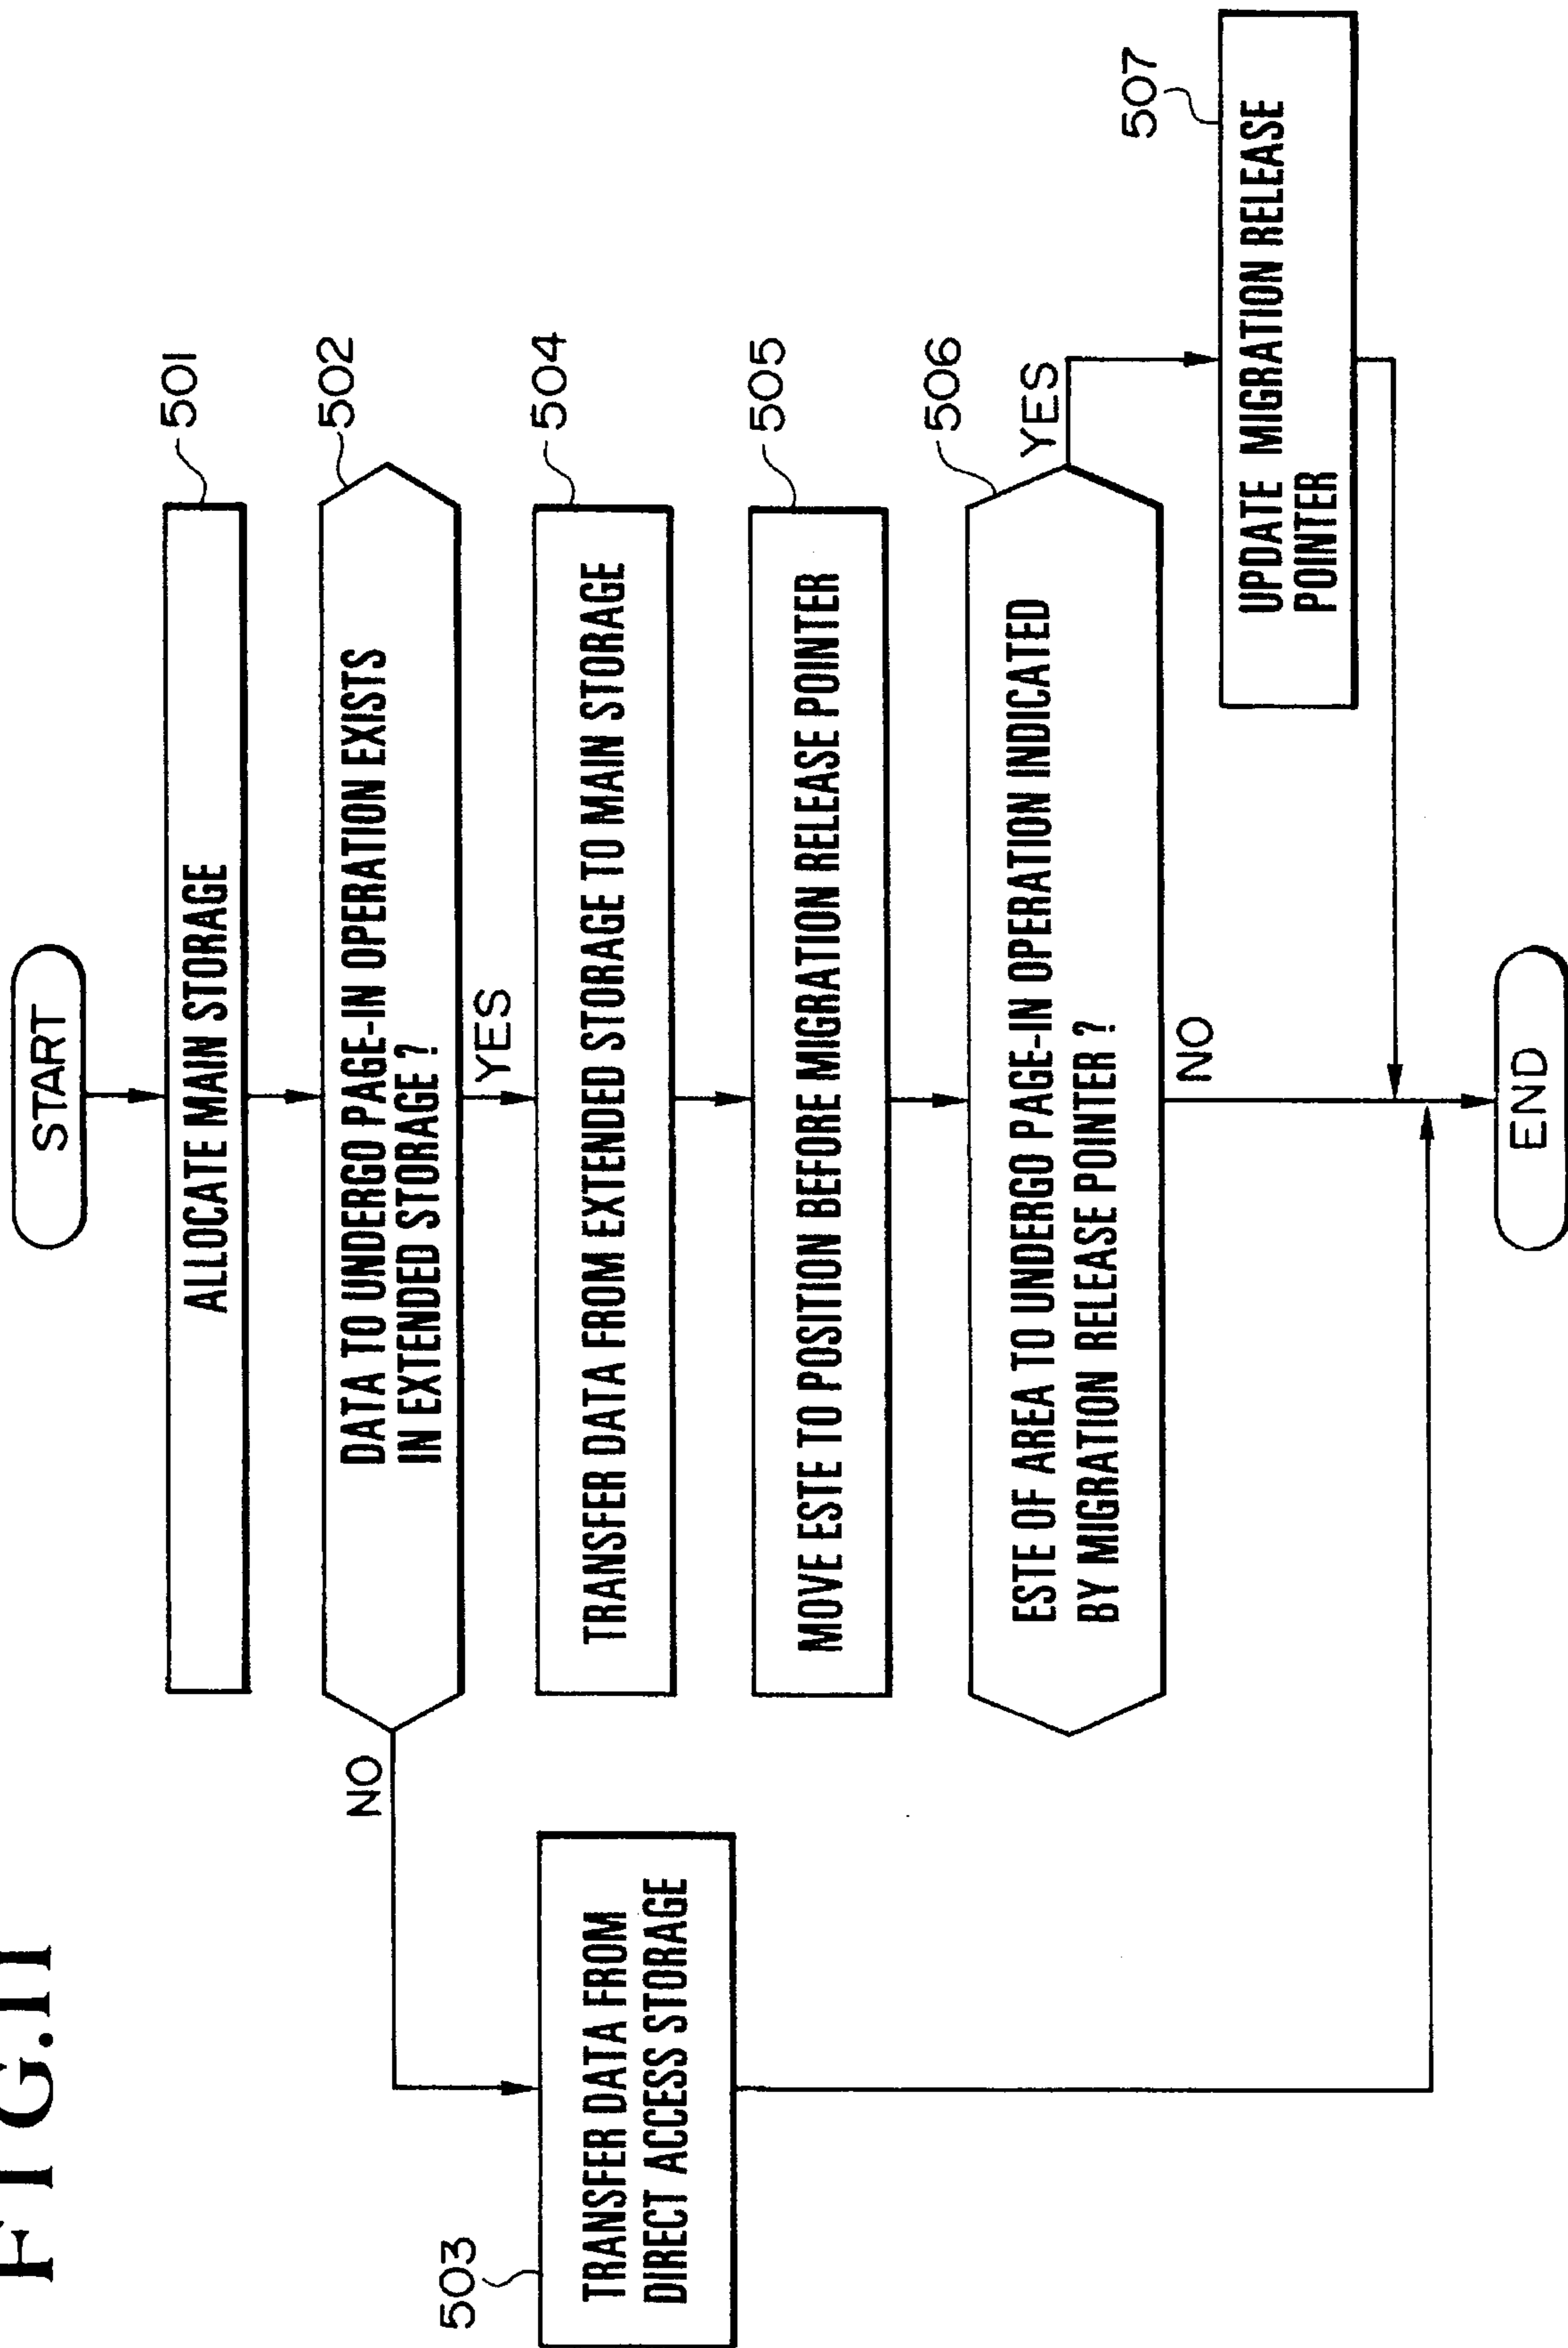 FIG.11
START
501
ALLOCATE MAIN STORAGE
502
DATA TO UNDERGO PAGE-IN OPERATION EXISTS
IN EXTENDED STORAGE ?
NO
YES
503
TRANSFER DATA FROM
DIRECT ACCESS STORAGE
504
TRANSFER DATA FROM EXTENDED STORAGE TO MAIN STORAGE
505
MOVE ESTE TO POSITION BEFORE MIGRATION RELEASE POINTER
506
ESTE OF AREA TO UNDERGO PAGE-IN OPERATION INDICATED
BY MIGRATION RELEASE POINTER ?
YES
NO
507
UPDATE MIGRATION RELEASE
POINTER
END